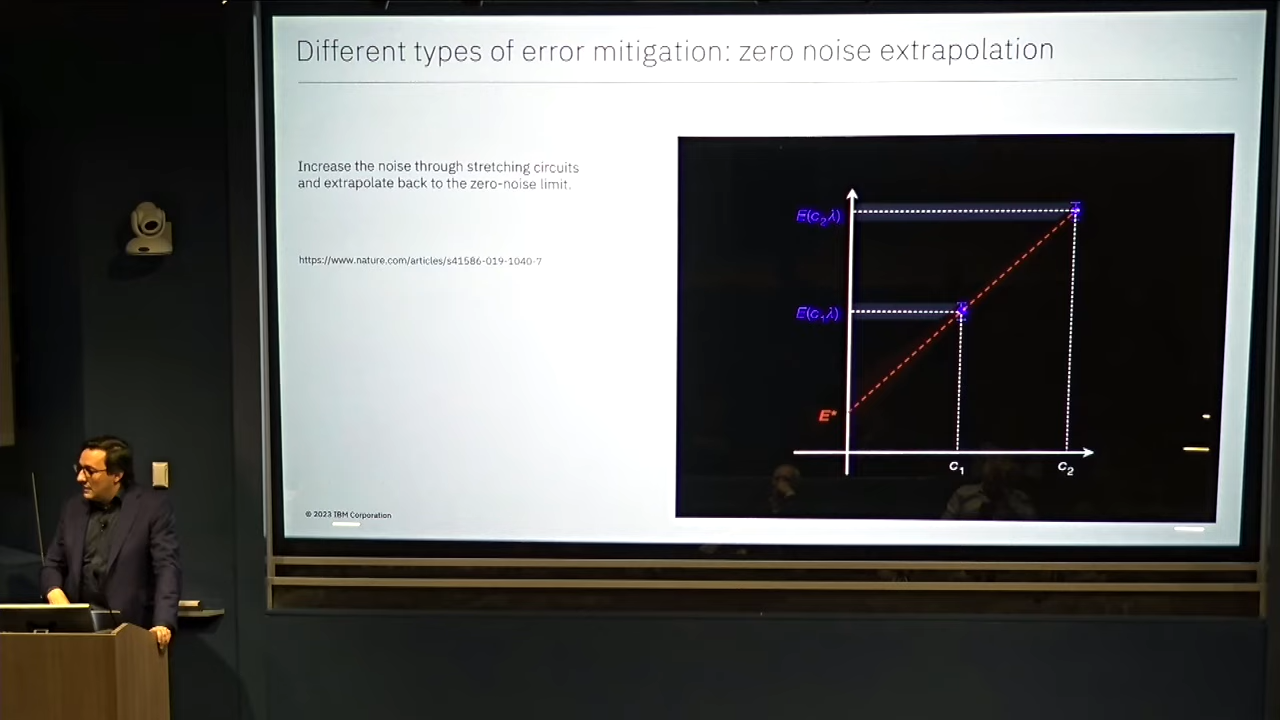 Different types of error mitigation: zero noise extrapolation
Increase the noise through stretching circuits
and extrapolate back to the zero-noise limit.
https://www.nature.com/articles/s41586-019-1040-7
E(c₂λ)
E(c₁λ)
E*
c₁
c₂
© 2023 IBM Corporation